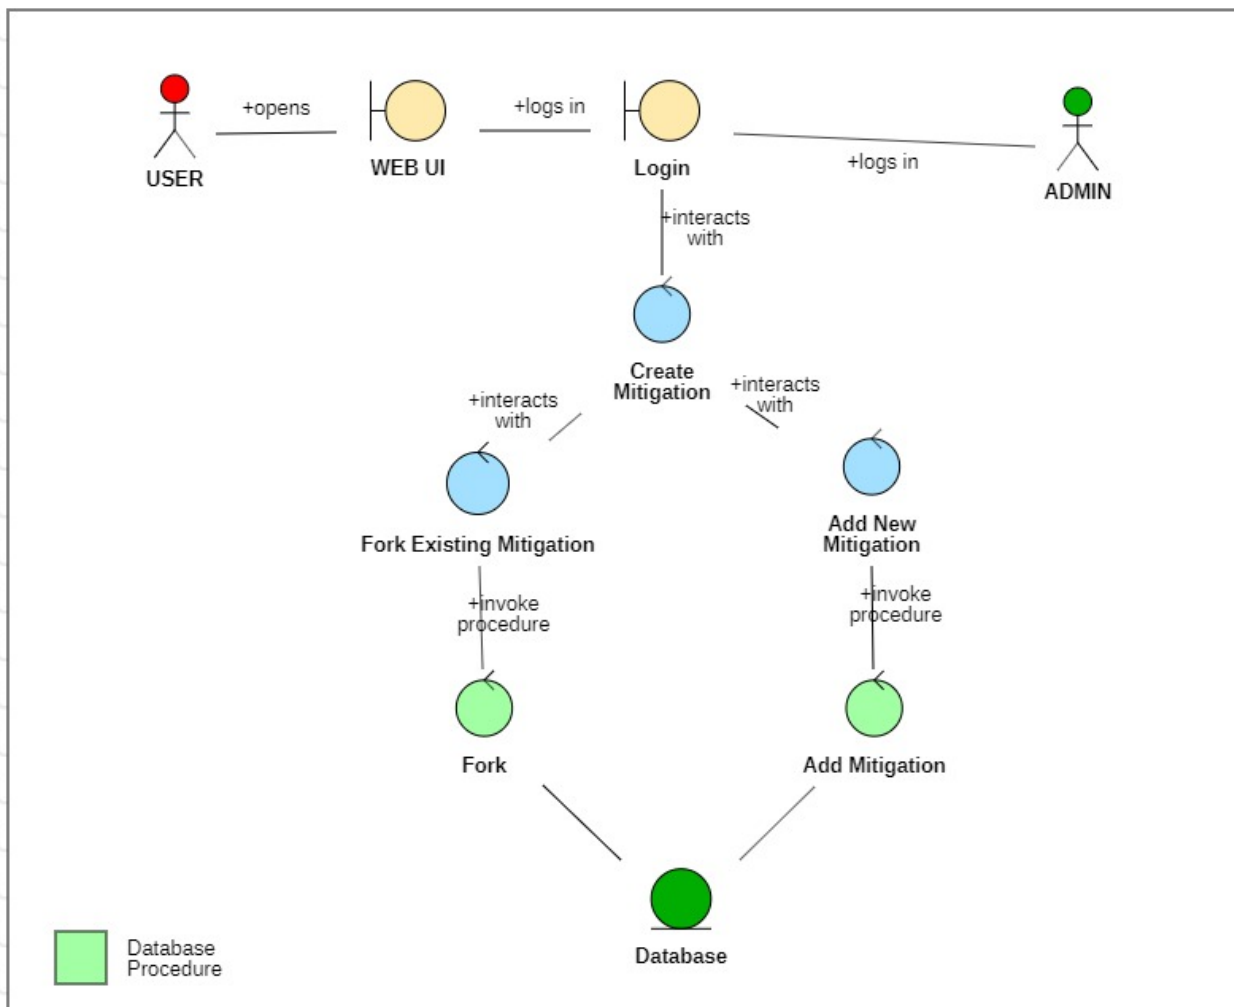 +opens
+logs in
USER
WEB UI
Login
+logs in
ADMIN
+interacts
with
Create
Mitigation
+interacts
with
+interacts
with
Fork Existing Mitigation
Add New
Mitigation
+invoke
procedure
+invoke
procedure
Fork
Add Mitigation
Database
Database
Procedure